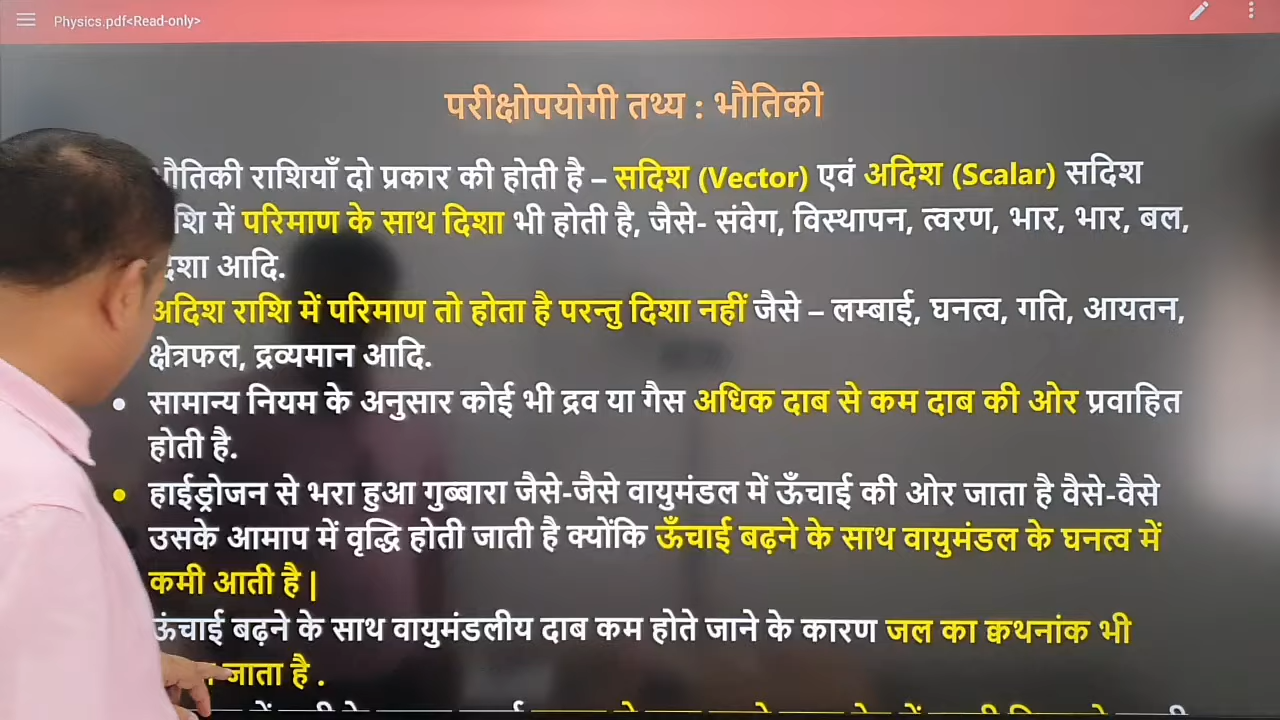 Physics.pdf<Read-only>
परीक्षोपयोगी तथ्य : भौतिकी
राशियाँ दो प्रकार की होती है – सदिश (Vector) एवं अदिश (Scalar) सदिश
में परिमाण के साथ दिशा भी होती है, जैसे- संवेग, विस्थापन, त्वरण, भार, भार, बल,
आदि.
अदिश राशि में परिमाण तो होता है परन्तु दिशा नहीं जैसे – लम्बाई, घनत्व, गति, आयतन,
क्षेत्रफल, द्रव्यमान आदि.
• सामान्य नियम के अनुसार कोई भी द्रव या गैस अधिक दाब से कम दाब की ओर प्रवाहित
होती है.
• हाईड्रोजन से भरा हुआ गुब्बारा जैसे-जैसे वायुमंडल में ऊँचाई की ओर जाता है वैसे-वैसे
उसके आमाप में वृद्धि होती जाती है क्योंकि ऊँचाई बढ़ने के साथ वायुमंडल के घनत्व में
कमी आती है |
ऊंचाई बढ़ने के साथ वायुमंडलीय दाब कम होते जाने के कारण जल का क्वथनांक भी
जाता है .